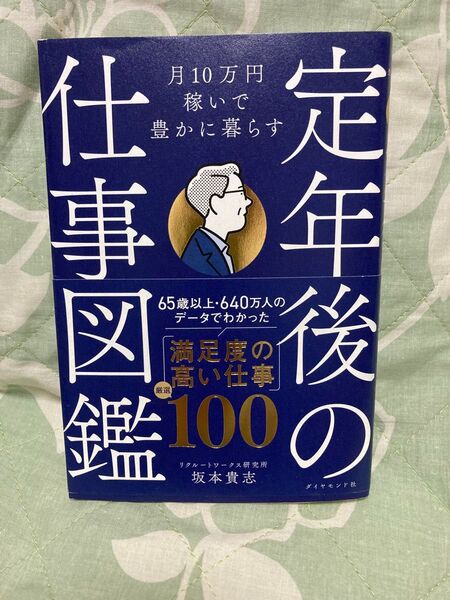 月10万円
稼いで
豊かに暮らす
定年後の
仕事図鑑
65歳以上・640万人の
データでわかった
満足度の
高い仕事
厳選
100
リクルートワークス研究所
坂本貴志
ダイヤモンド社